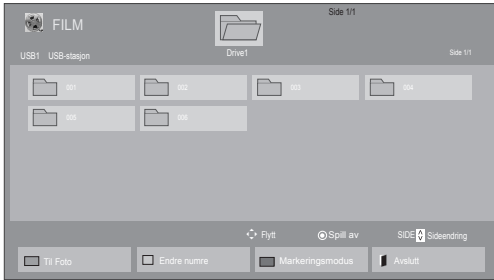 FILM
Side 1/1
Drive1
USB1 USB-stasjon
Side 1/1
001 002 003 004
005 006
Flytt Spill av SIDE Sideendring
Til Foto Endre numre Markeringsmodus Avslutt